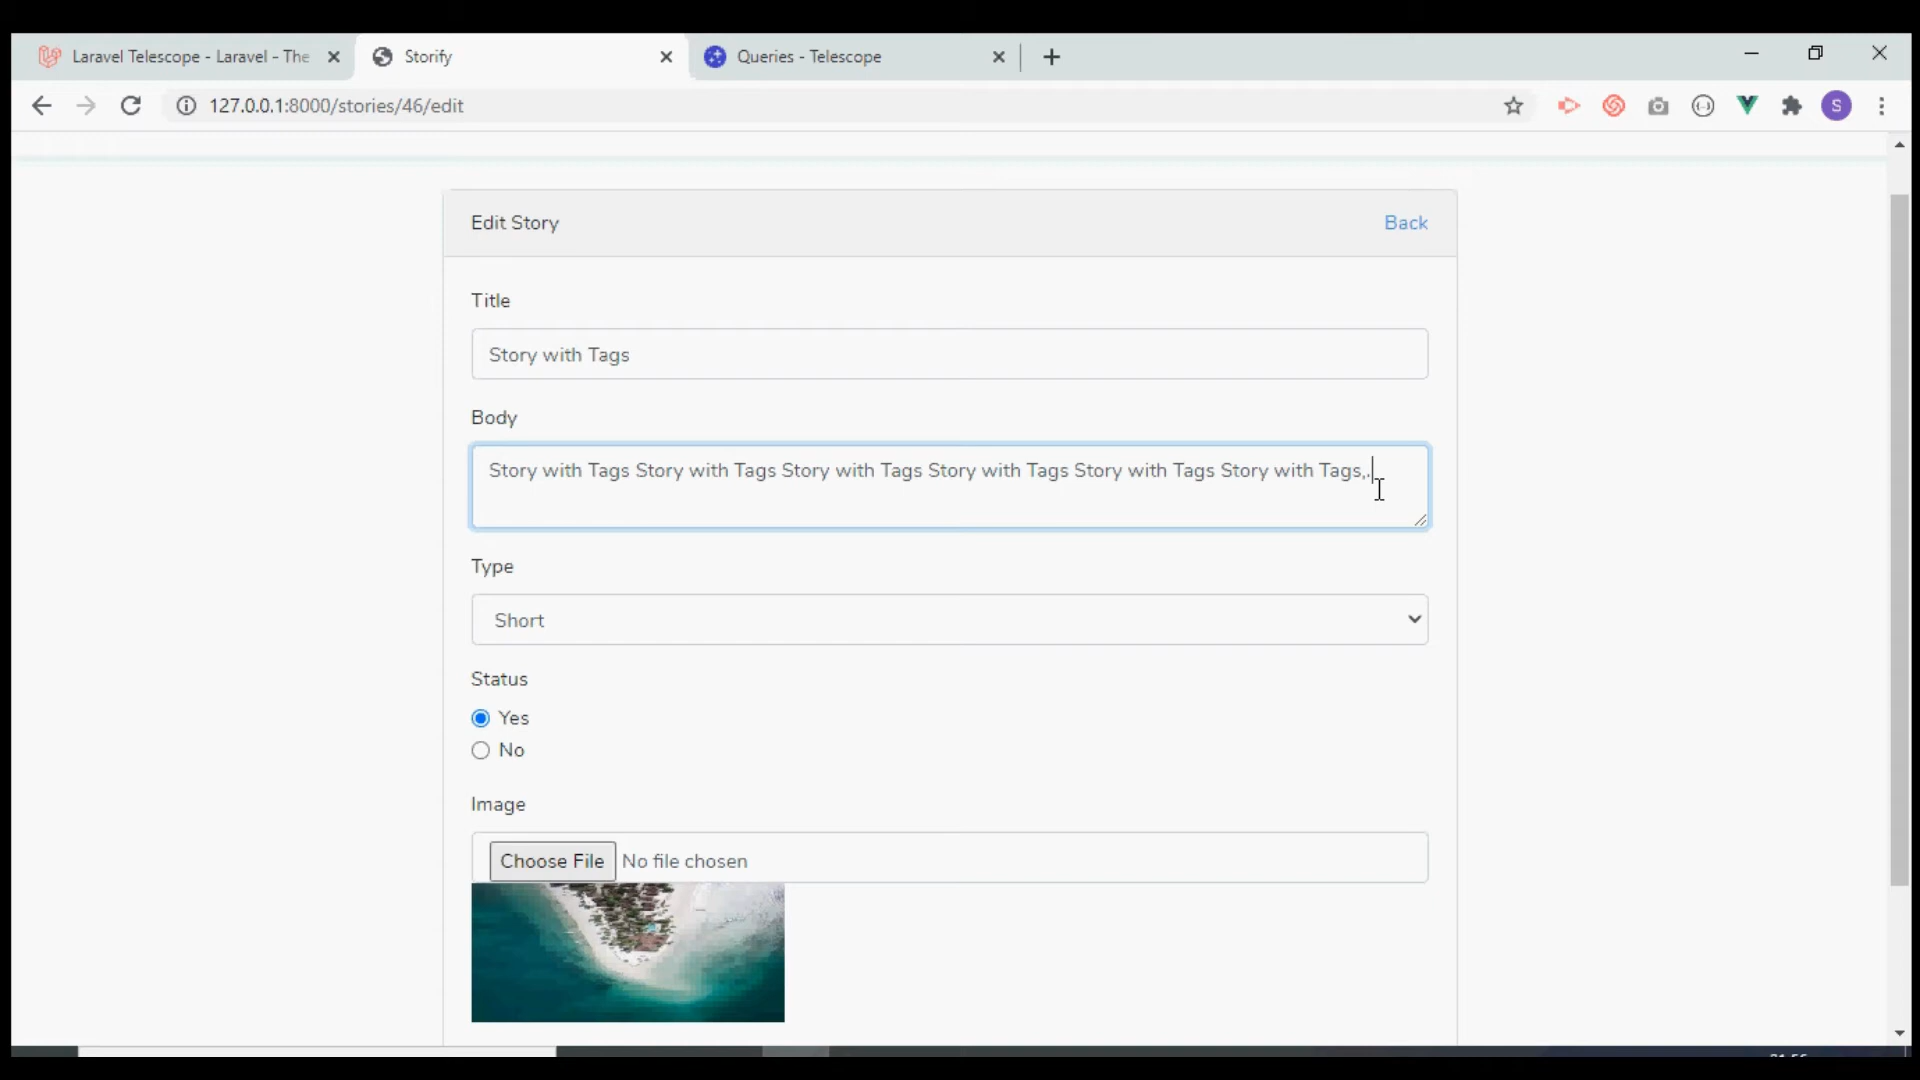 Laravel Telescope - Laravel - The
Storify
Queries - Telescope
127.0.0.1:8000/stories/46/edit
S
Edit Story
Back
Title
Story with Tags
Body
Story with Tags Story with Tags Story with Tags Story with Tags Story with Tags Story with Tags,.
Type
Short
Status
Yes
No
Image
Choose File No file chosen